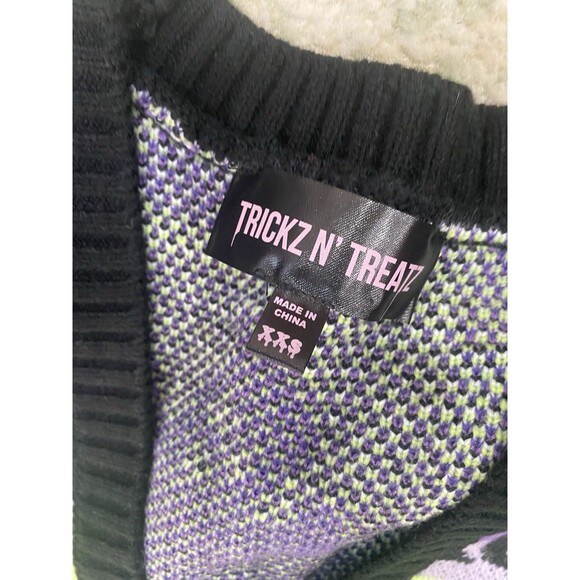 TRICKZ N' TREATZ
MADE IN
CHINA
XXS